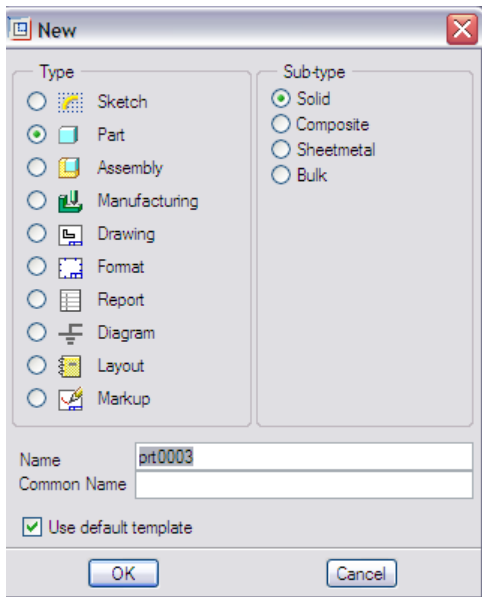 New
Type
Sketch
Part
Assembly
Manufacturing
Drawing
Format
Report
Diagram
Layout
Markup
Sub-type
Solid
Composite
Sheetmetal
Bulk
Name prt0003
Common Name
Use default template
OK Cancel